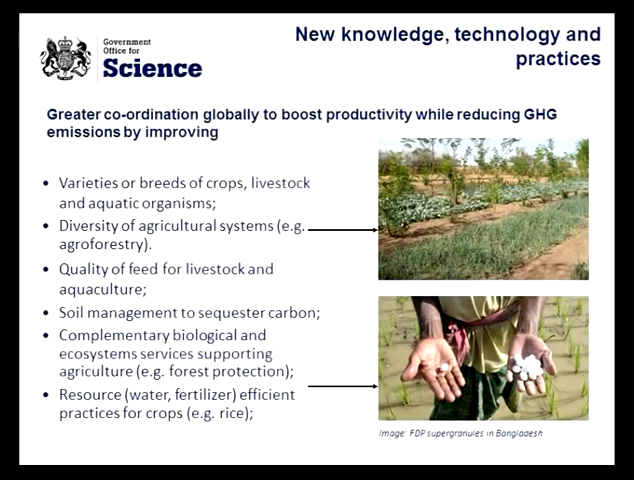 Government
Office for
Science
New knowledge, technology and
practices
Greater co-ordination globally to boost productivity while reducing GHG
emissions by improving
• Varieties or breeds of crops, livestock
and aquatic organisms;
• Diversity of agricultural systems (e.g.
agroforestry).
• Quality of feed for livestock and
aquaculture;
• Soil management to sequester carbon;
• Complementary biological and
ecosystems services supporting
agriculture (e.g. forest protection);
• Resource (water, fertilizer) efficient
practices for crops (e.g. rice);
Image: FDP supergranules in Bangladesh